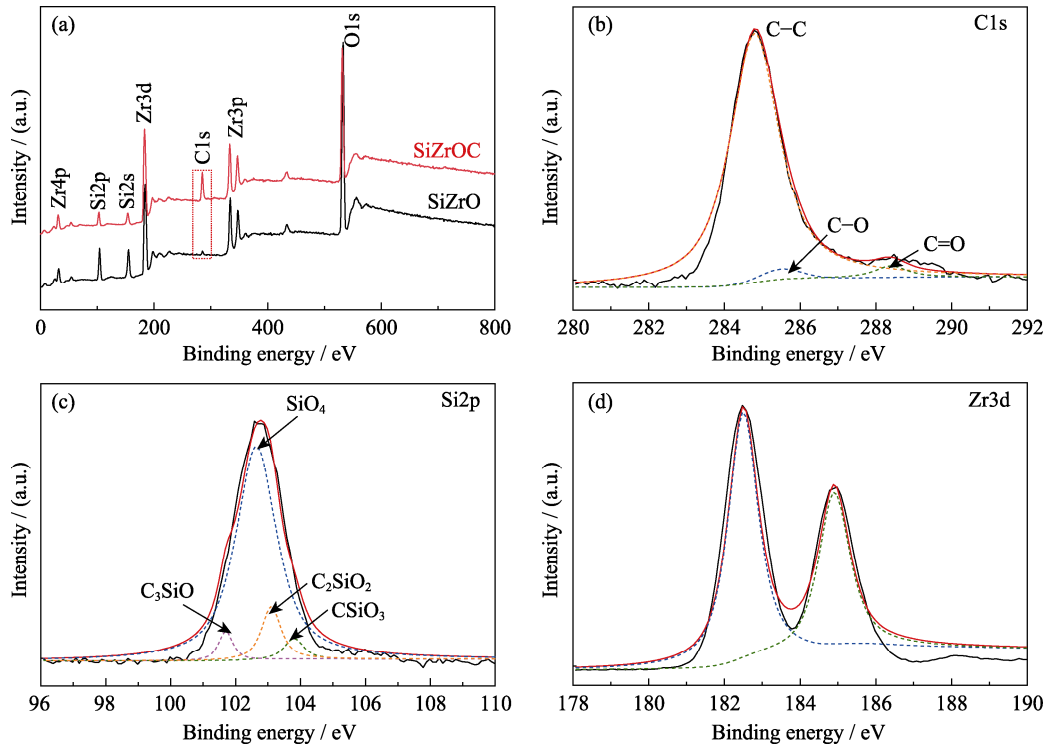 (a)
O1s
Zr3d
Zr3p
C1s
Si2p
Si2s
Zr4p
SiZrOC
SiZrO
Intensity / (a.u.)
0 200 400 600 800
Binding energy / eV
(b)
C1s
C−C
C−O
C=O
Intensity / (a.u.)
280 282 284 286 288 290 292
Binding energy / eV
(c)
Si2p
SiO₄
C₃SiO
C₂SiO₂
CSiO₃
Intensity / (a.u.)
96 98 100 102 104 106 108 110
Binding energy / eV
(d)
Zr3d
Intensity / (a.u.)
178 180 182 184 186 188 190
Binding energy / eV